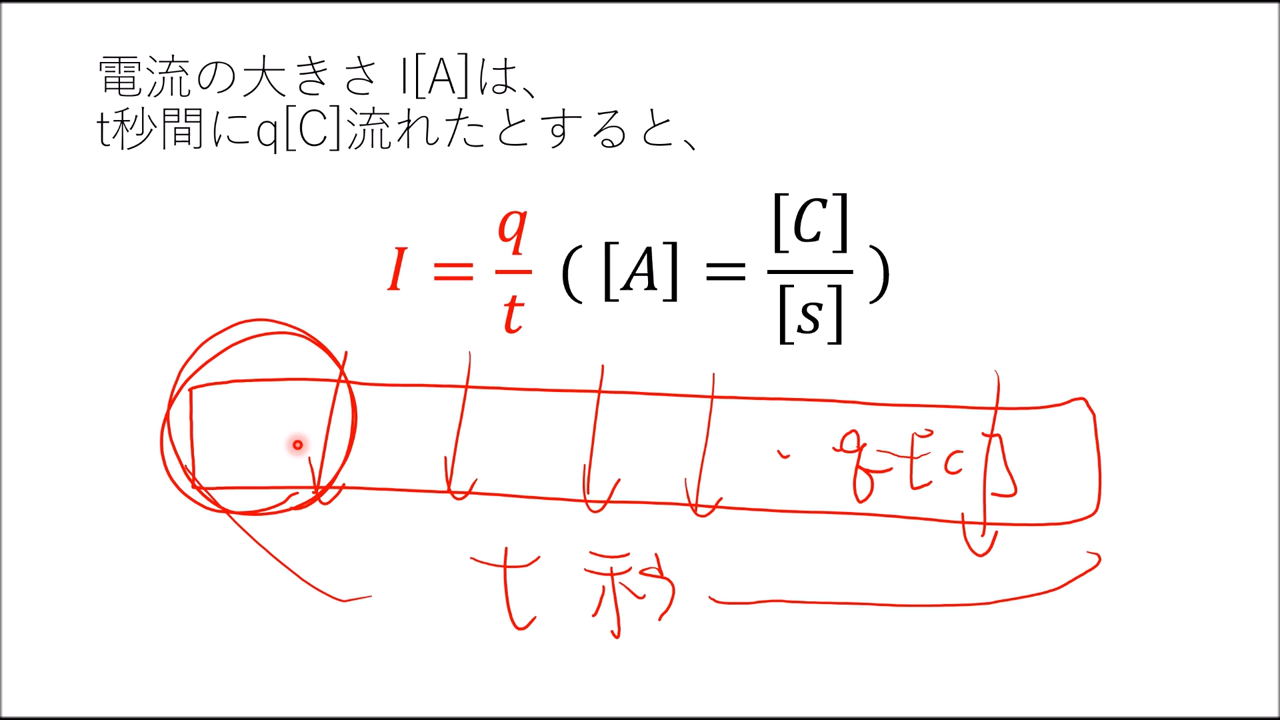 電流の大きさ I[A]は、
t秒間にq[C]流れたとすると、
I = q/t ( [A] = [C]/[s] )
q[C]
t 秒